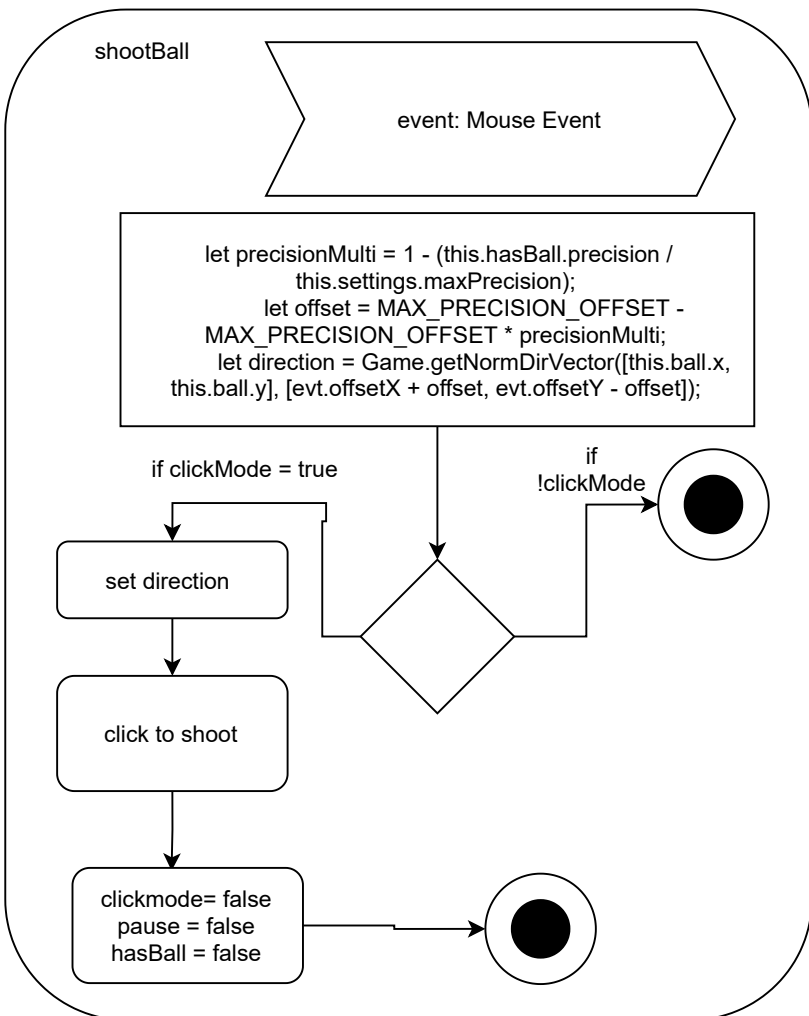 shootBall
event: Mouse Event
let precisionMulti = 1 - (this.hasBall.precision /
this.settings.maxPrecision);
let offset = MAX_PRECISION_OFFSET -
MAX_PRECISION_OFFSET * precisionMulti;
let direction = Game.getNormDirVector([this.ball.x,
this.ball.y], [evt.offsetX + offset, evt.offsetY - offset]);
if clickMode = true
if
!clickMode
set direction
click to shoot
clickmode= false
pause = false
hasBall = false